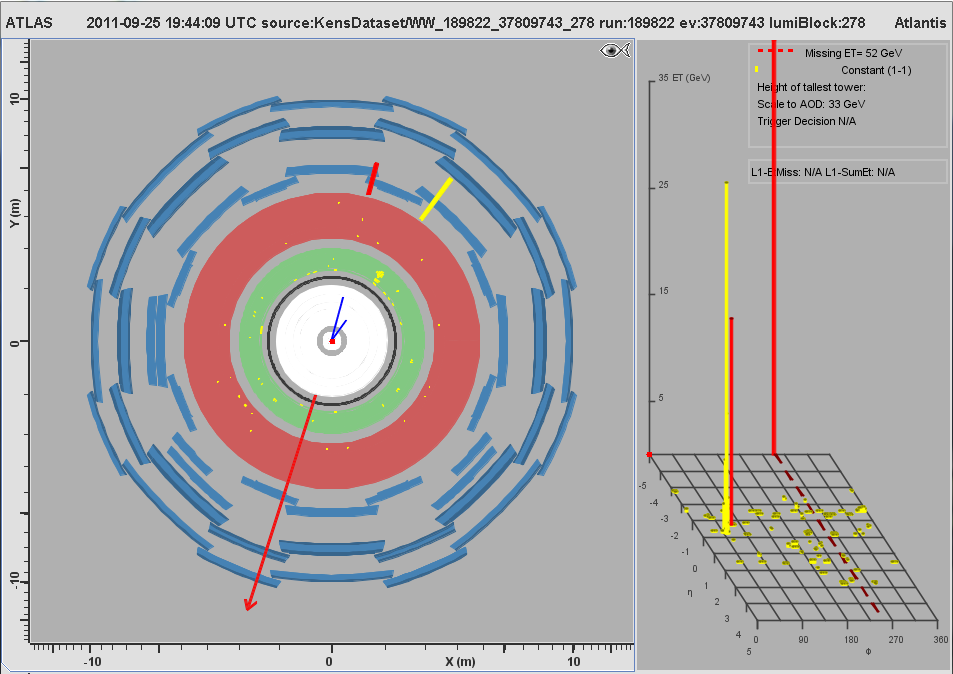 ATLAS 2011-09-25 19:44:09 UTC source:KensDataset/WW_189822_37809743_278 run:189822 ev:37809743 lumiBlock:278 Atlantis
Missing ET= 52 GeV
Constant (1-1)
Height of tallest tower:
Scale to AOD: 33 GeV
Trigger Decision N/A
L1-EtMiss: N/A L1-SumEt: N/A
35 ET (GeV)
25
15
5
-5
-4
-3
-2
-1
0
η
1
2
3
4
5
0 90 180 270 360
ϕ
Y (m)
10
0
-10
-10 0 X (m) 10